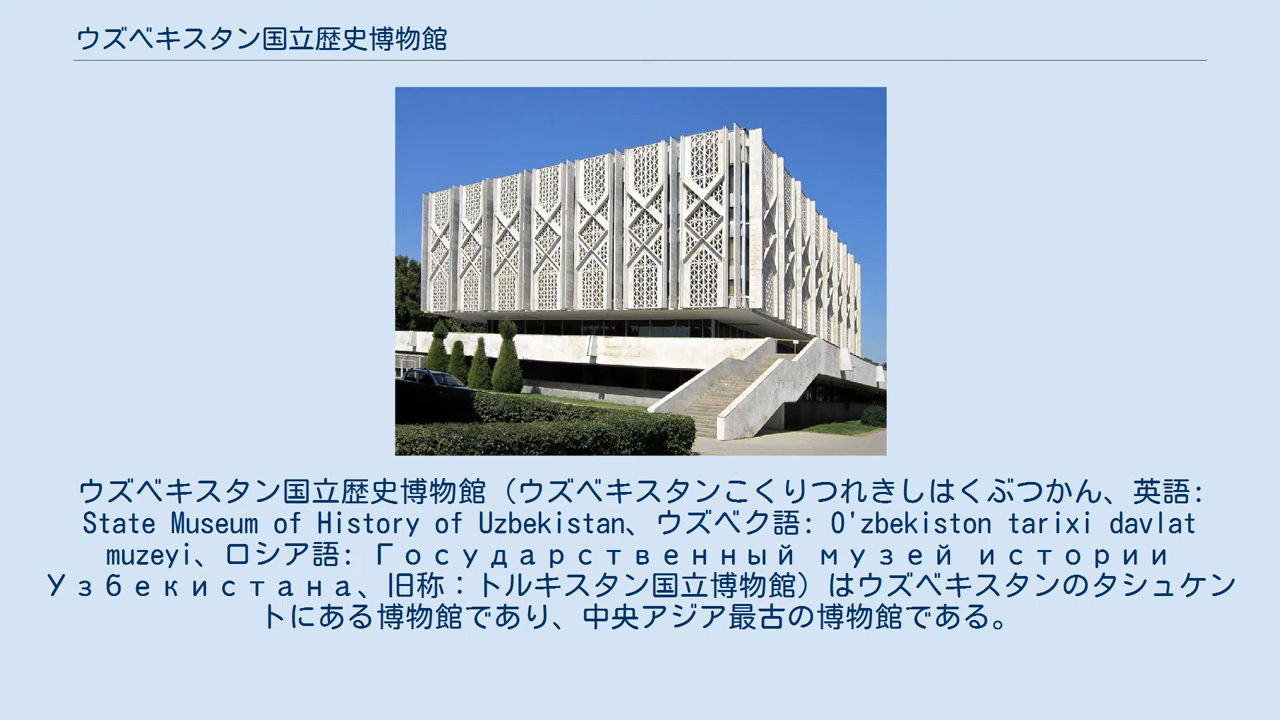 ウズベキスタン国立歴史博物館
ウズベキスタン国立歴史博物館（ウズベキスタンこくりつれきしはくぶつかん、英語:
State Museum of History of Uzbekistan、ウズベク語: O'zbekiston tarixi davlat
muzeyi、ロシア語: Государственный музей истории
Узбекистана、旧称：トルキスタン国立博物館）はウズベキスタンのタシュケン
トにある博物館であり、中央アジア最古の博物館である。